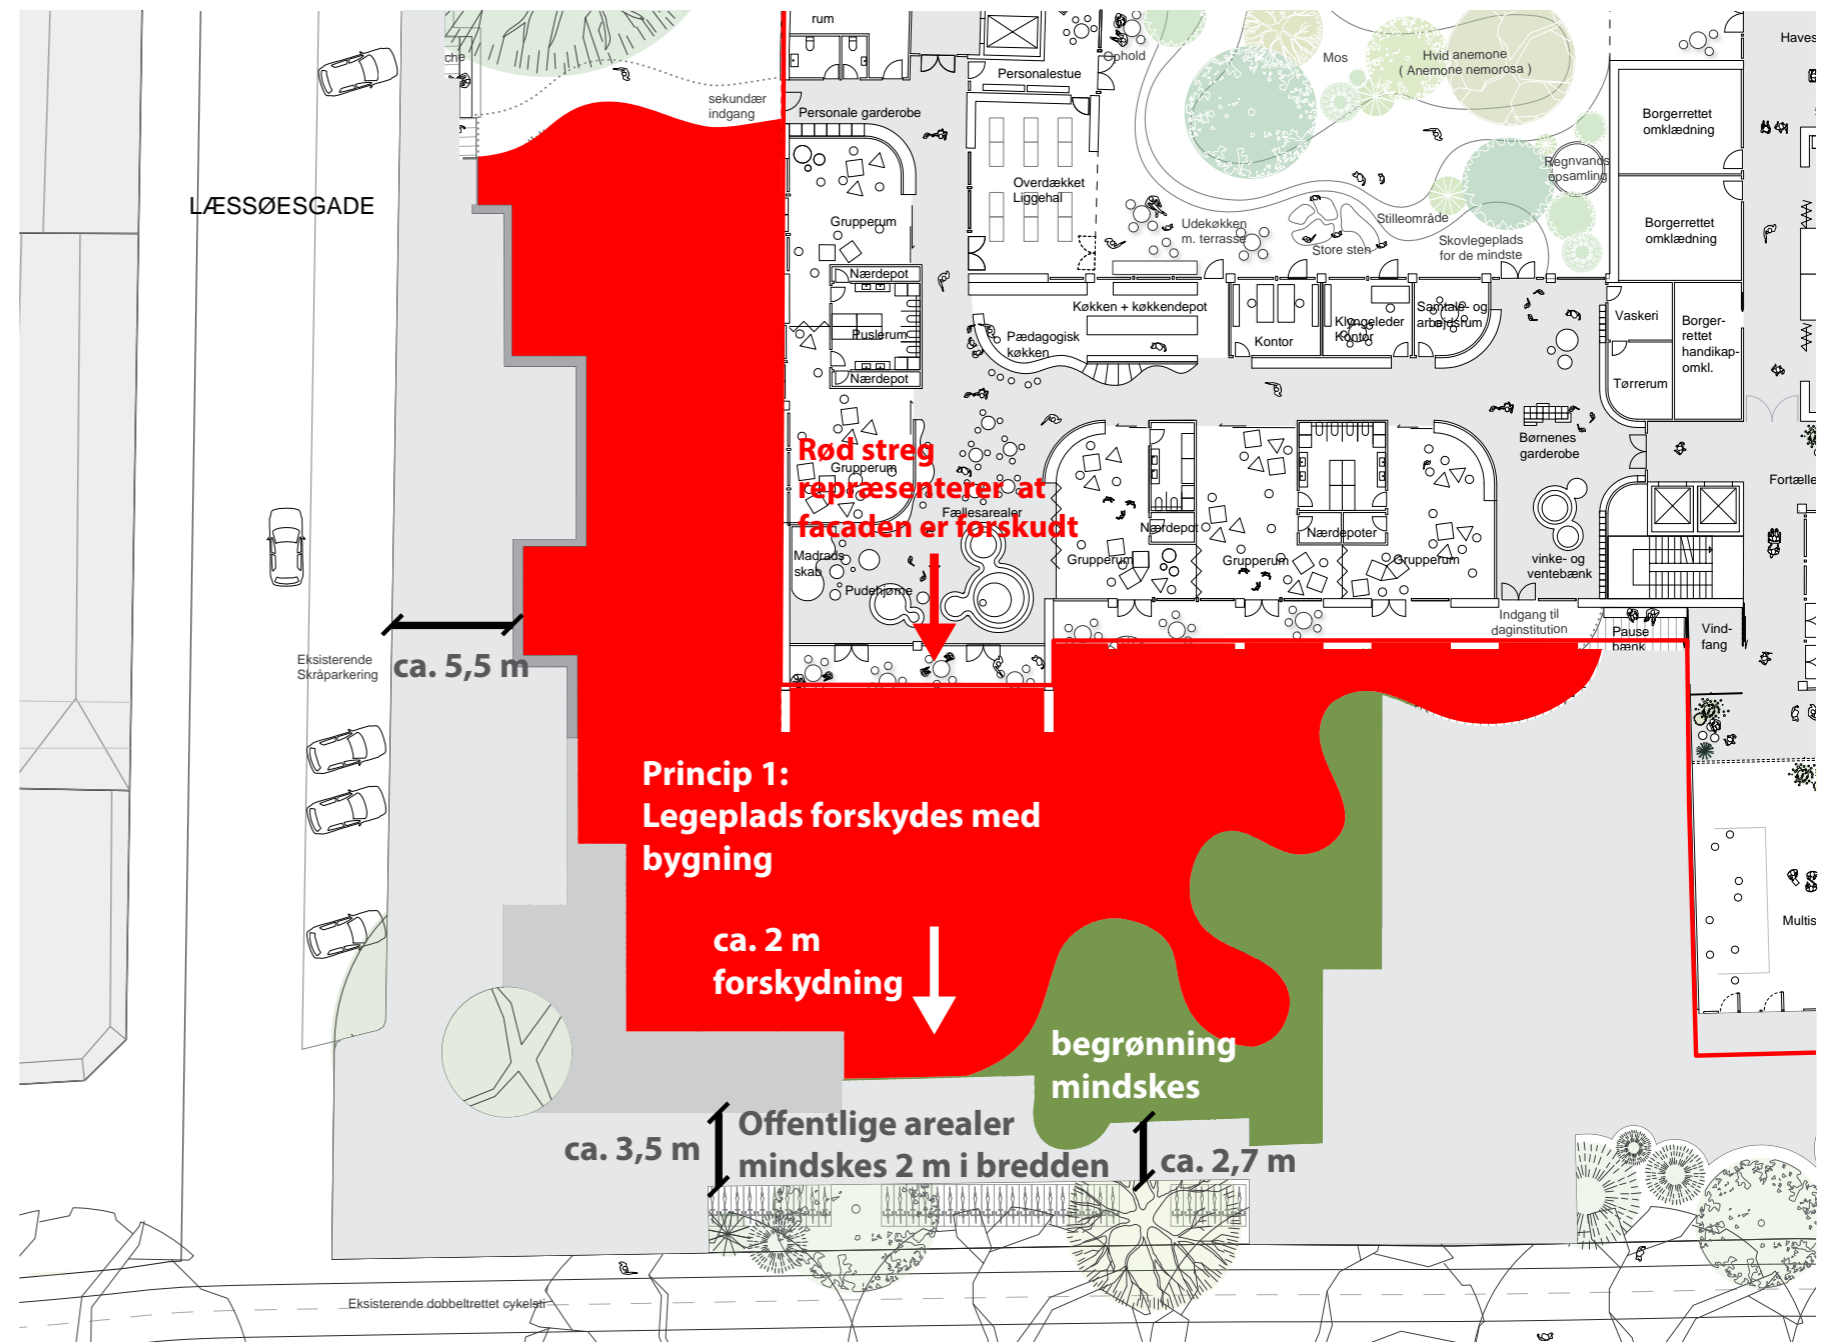 rum
che
Personalestue
Ophold
Mos
Hvid anemone
( Anemone nemorosa )
sekundær
indgang
Personale garderobe
Borgerrettet
omklædning
LÆSSØESGADE
Overdækket
Liggehal
Grupperum
Udekøkken
m. terrasse
Store sten
Stilleområde
Skovlegeplads
for de mindste
Regnvands
opsamling
Borgerrettet
omklædning
Nærdepot
Puslerum
Nærdepot
Køkken + køkkendepot
Pædagogisk
køkken
Kontor
Klyngeleder
Kontor
Samtale- og
arbejdsrum
Vaskeri
Borger-
rettet
handikap-
omkl.
Tørrerum
Rød streg
repræsenterer at
facaden er forskudt
Grupperum
Fællesarealer
Madrads
skab
Pudehjørne
Grupperum
Nærdepot
Grupperum
Nærdepoter
Grupperum
Børnenes
garderobe
vinke- og
ventebænk
Indgang til
daginstitution
Pause
bænk
Vind-
fang
Eksisterende
Skråparkering
ca. 5,5 m
Princip 1:
Legeplads forskydes med
bygning
ca. 2 m
forskydning
begrønning
mindskes
Offentlige arealer
mindskes 2 m i bredden
ca. 3,5 m
ca. 2,7 m
Eksisterende dobbeltrettet cykelsti
Haves
Fortælle
Multis